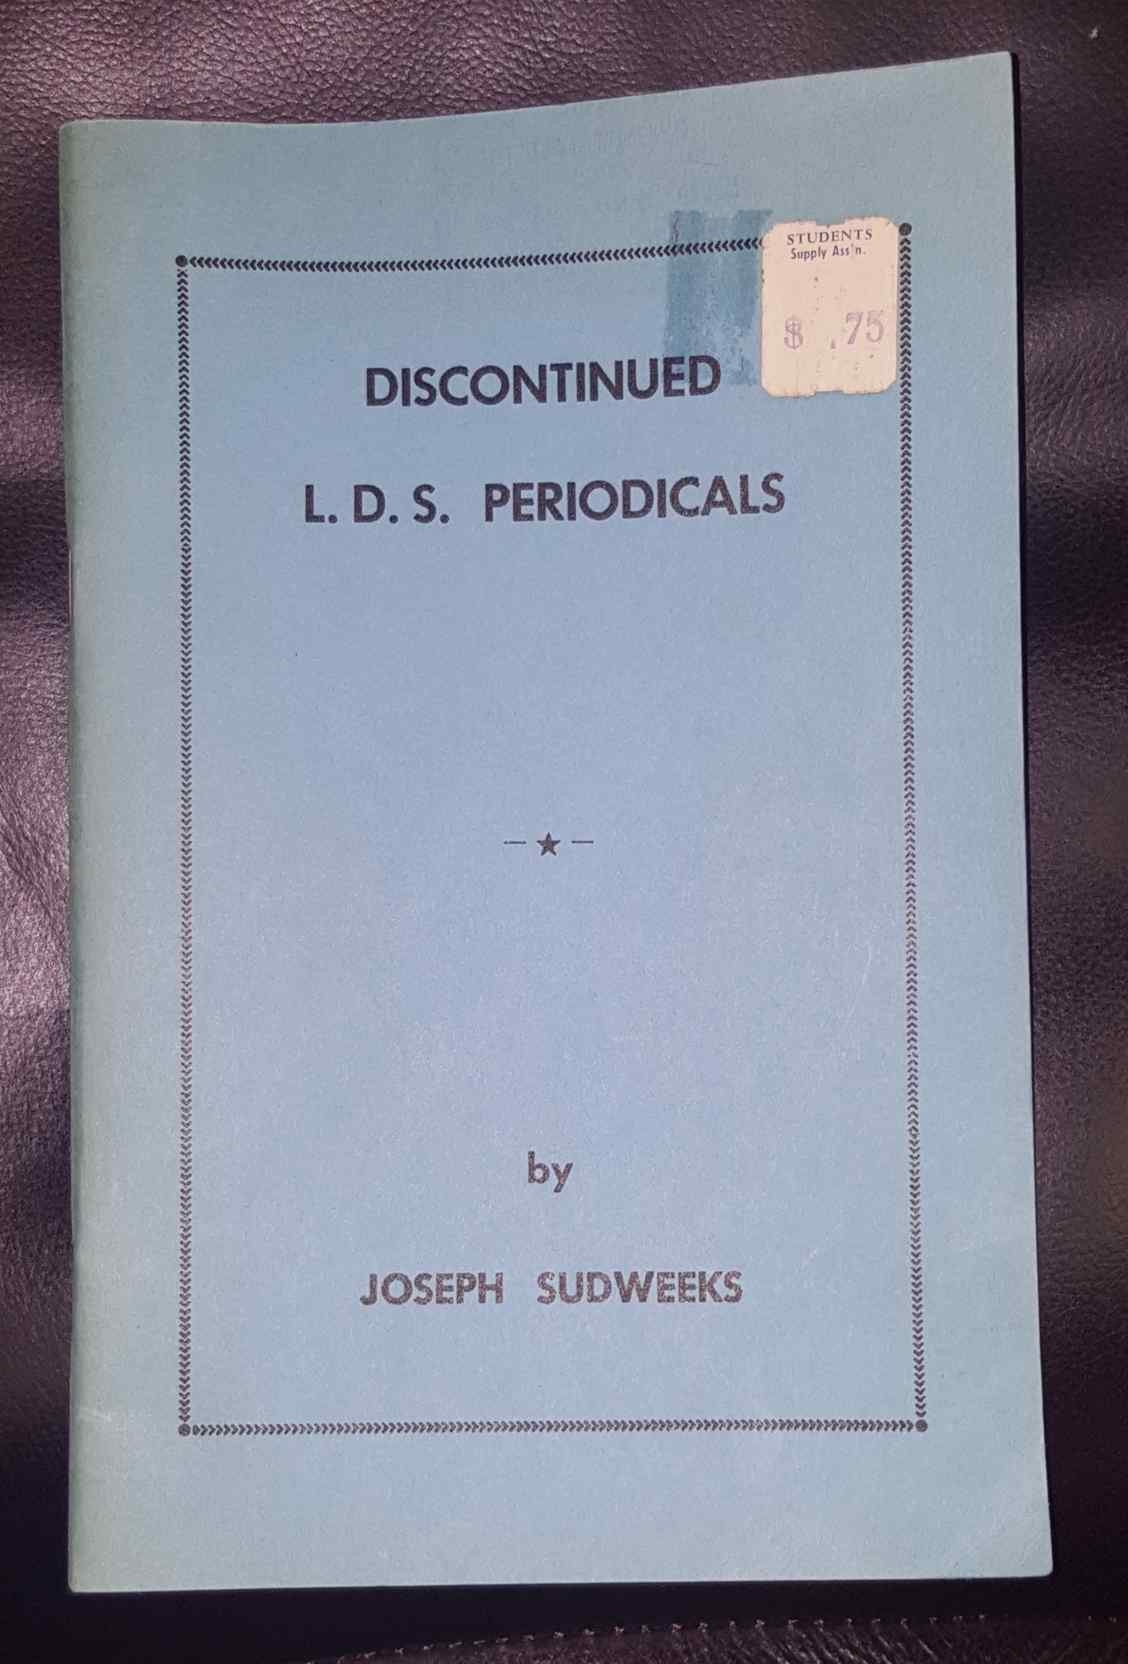 STUDENTS
Supply Ass'n.
$ .75
DISCONTINUED
L. D. S. PERIODICALS
by
JOSEPH SUDWEEKS